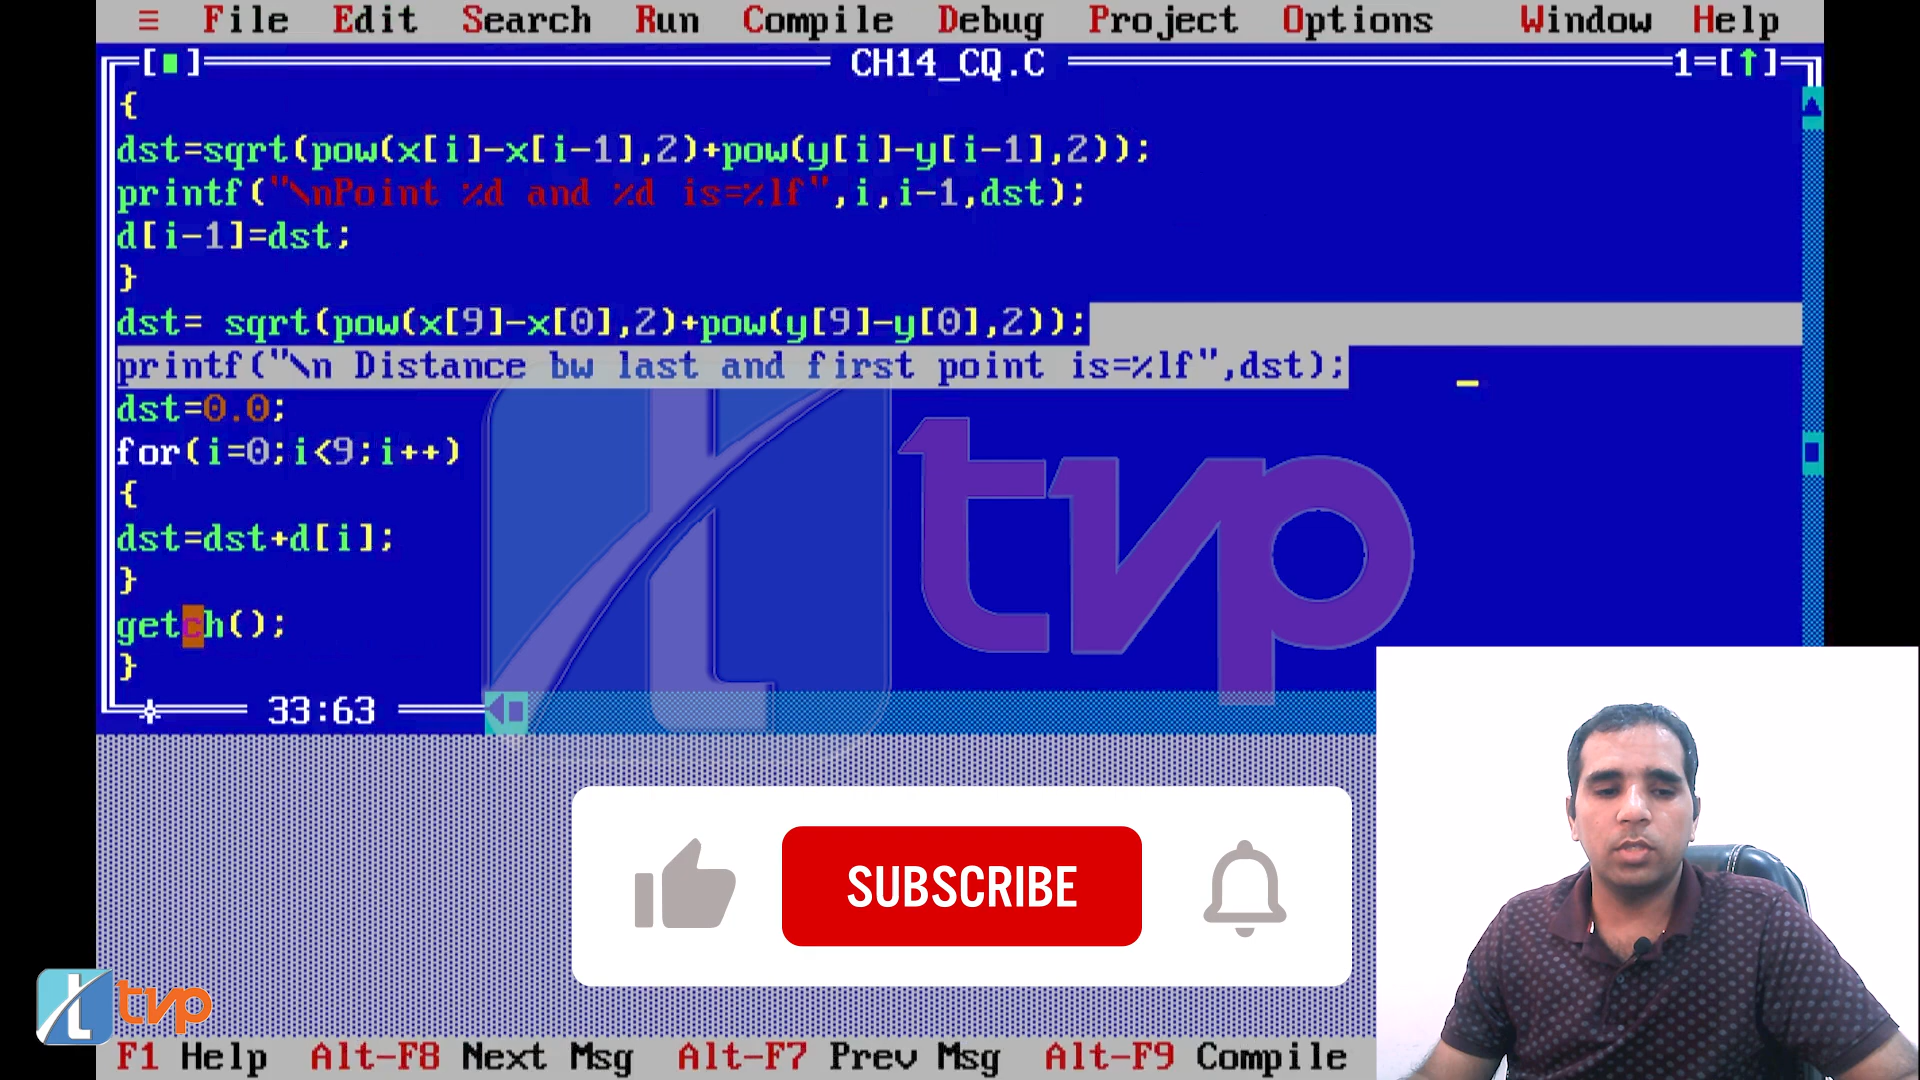 ≡ File Edit Search Run Compile Debug Project Options Window Help
[■] CH14_CQ.C 1=[↑]
{
dst=sqrt(pow(x[i]-x[i-1],2)+pow(y[i]-y[i-1],2));
printf("\nPoint %d and %d is=%lf",i,i-1,dst);
d[i-1]=dst;
}
dst= sqrt(pow(x[9]-x[0],2)+pow(y[9]-y[0],2));
printf("\n Distance bw last and first point is=%lf",dst);
dst=0.0;
for(i=0;i<9;i++)
{
dst=dst+d[i];
}
getch();
}
33:63
tvp
SUBSCRIBE
tvp
F1 Help Alt-F8 Next Msg Alt-F7 Prev Msg Alt-F9 Compile